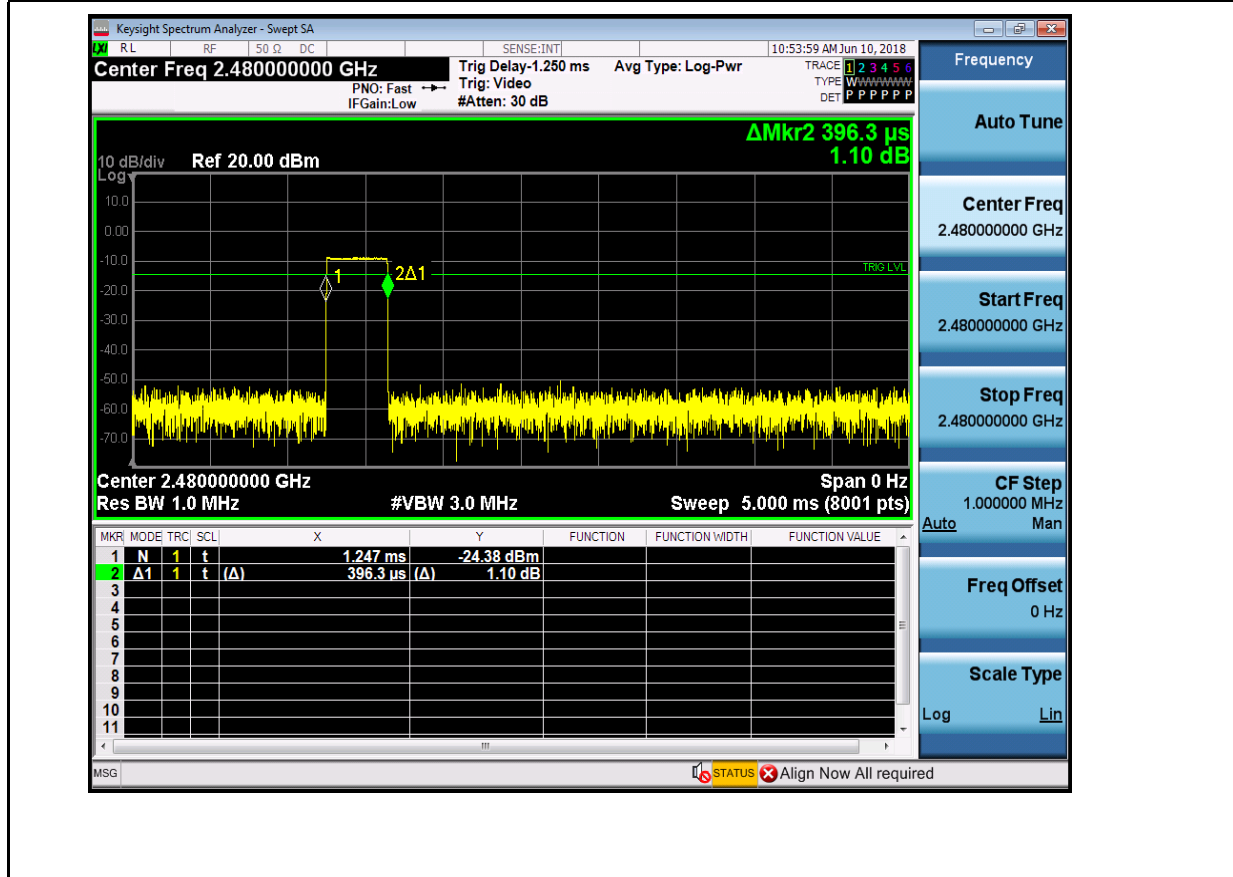 Keysight Spectrum Analyzer - Swept SA
LXI RL RF 50 Ω DC SENSE:INT 10:53:59 AM Jun 10, 2018
Center Freq 2.480000000 GHz
PNO: Fast
IFGain:Low
Trig Delay-1.250 ms
Trig: Video
#Atten: 30 dB
Avg Type: Log-Pwr
TRACE 1 2 3 4 5 6
TYPE WWWWWW
DET P P P P P P
ΔMkr2 396.3 µs
1.10 dB
10 dB/div Ref 20.00 dBm
Log
10.0
0.00
-10.0
-20.0
-30.0
-40.0
-50.0
-60.0
-70.0
1
2Δ1
TRIG LVL
Center 2.480000000 GHz Span 0 Hz
Res BW 1.0 MHz #VBW 3.0 MHz Sweep 5.000 ms (8001 pts)
MKR MODE TRC SCL X Y FUNCTION FUNCTION WIDTH FUNCTION VALUE
1 N 1 t 1.247 ms -24.38 dBm
2 Δ1 1 t (Δ) 396.3 µs (Δ) 1.10 dB
3
4
5
6
7
8
9
10
11
MSG STATUS Align Now All required
Frequency
Auto Tune
Center Freq
2.480000000 GHz
Start Freq
2.480000000 GHz
Stop Freq
2.480000000 GHz
CF Step
1.000000 MHz
Auto Man
Freq Offset
0 Hz
Scale Type
Log Lin